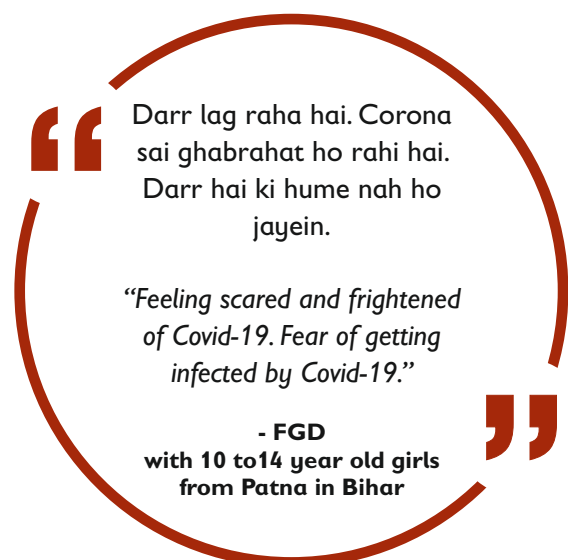 Darr lag raha hai. Corona
sai ghabrahat ho rahi hai.
Darr hai ki hume nah ho
jayein.
“Feeling scared and frightened
of Covid-19. Fear of getting
infected by Covid-19.”
- FGD
with 10 to14 year old girls
from Patna in Bihar